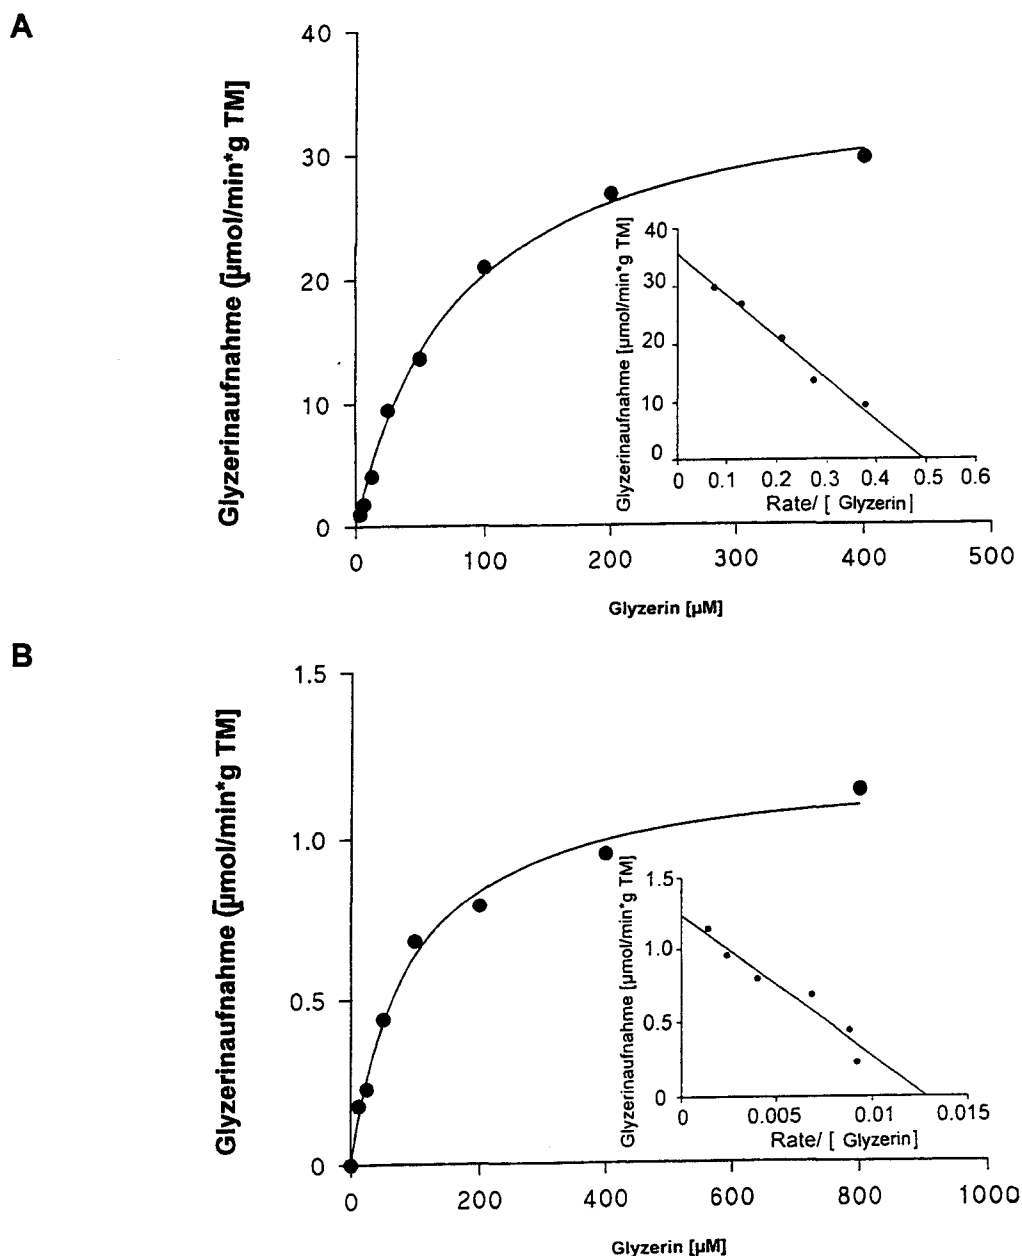 A
Glyzerinaufnahme [µmol/min*g TM]
40
30
20
10
0
0 100 200 300 400 500
Glyzerin [µM]
Glyzerinaufnahme [µmol/min*g TM]
40
30
20
10
0
0 0.1 0.2 0.3 0.4 0.5 0.6
Rate/ [ Glyzerin]
B
Glyzerinaufnahme [µmol/min*g TM]
1.5
1.0
0.5
0
0 200 400 600 800 1000
Glyzerin [µM]
Glyzerinaufnahme [µmol/min*g TM]
1.5
1.0
0.5
0
0 0.005 0.01 0.015
Rate/ [ Glyzerin]